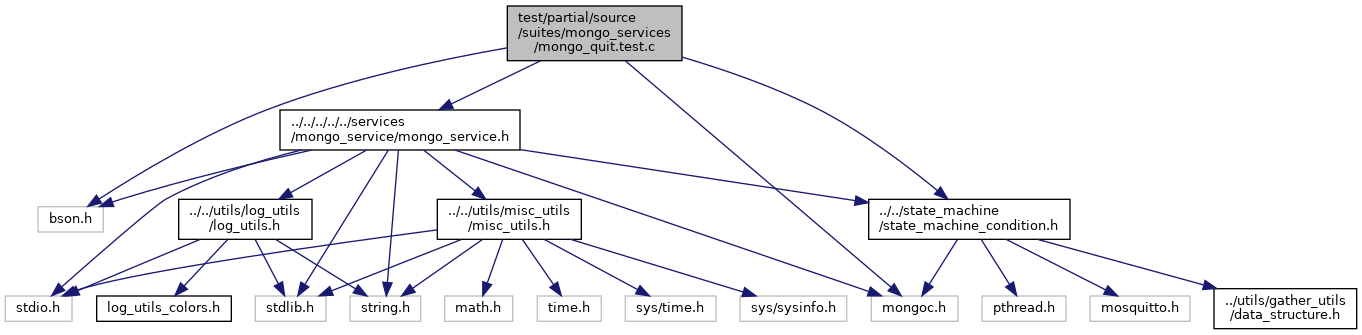 test/partial/source
/suites/mongo_services
/mongo_quit.test.c
../../../../../services
/mongo_service/mongo_service.h
bson.h
../../utils/log_utils
/log_utils.h
../../utils/misc_utils
/misc_utils.h
../../state_machine
/state_machine_condition.h
stdio.h
log_utils_colors.h
stdlib.h
string.h
math.h
time.h
sys/time.h
sys/sysinfo.h
mongoc.h
pthread.h
mosquitto.h
../utils/gather_utils
/data_structure.h